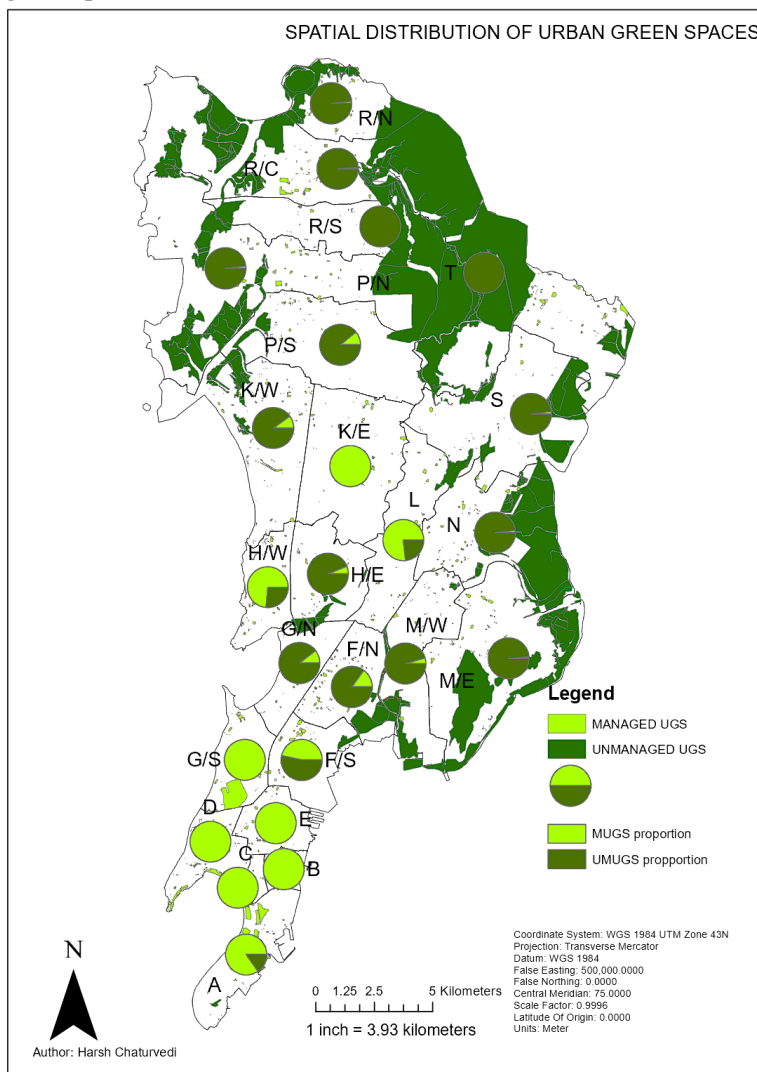 SPATIAL DISTRIBUTION OF URBAN GREEN SPACES
R/N
R/C
R/S
T
P/N
P/S
K/W
S
K/E
L
N
H/W
H/E
G/N
M/W
F/N
M/E
Legend
MANAGED UGS
UNMANAGED UGS
G/S
F/S
D
E
MUGS proportion
C
UMUGS propportion
B
A
N
Coordinate System: WGS 1984 UTM Zone 43N
Projection: Transverse Mercator
Datum: WGS 1984
False Easting: 500,000.0000
False Northing: 0.0000
Central Meridian: 75.0000
Scale Factor: 0.9996
Latitude Of Origin: 0.0000
Units: Meter
0 1.25 2.5 5 Kilometers
1 inch = 3.93 kilometers
Author: Harsh Chaturvedi